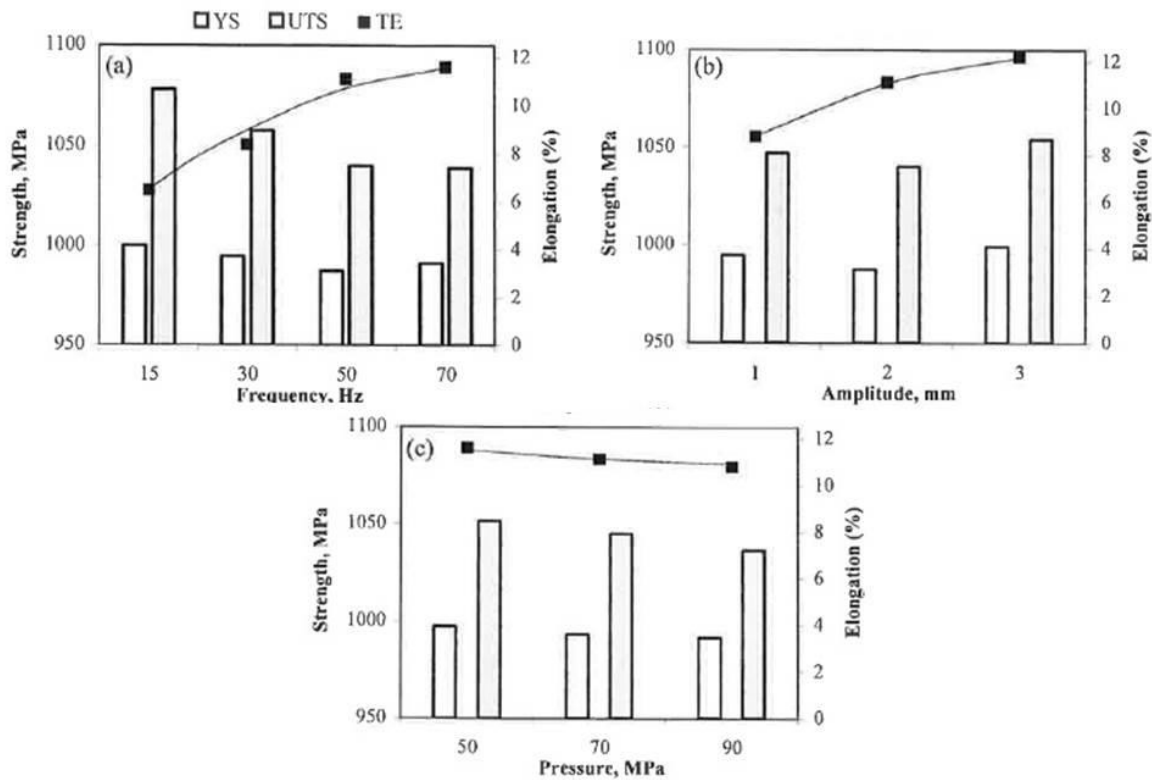 YS UTS TE
(a)
1100
1050
1000
950
Strength, MPa
12
10
8
6
4
2
0
Elongation (%)
15 30 50 70
Frequency, Hz
(b)
1100
1050
1000
950
Strength, MPa
12
10
8
6
4
2
0
Elongation (%)
1 2 3
Amplitude, mm
(c)
1100
1050
1000
950
Strength, MPa
12
10
8
6
4
2
0
Elongation (%)
50 70 90
Pressure, MPa